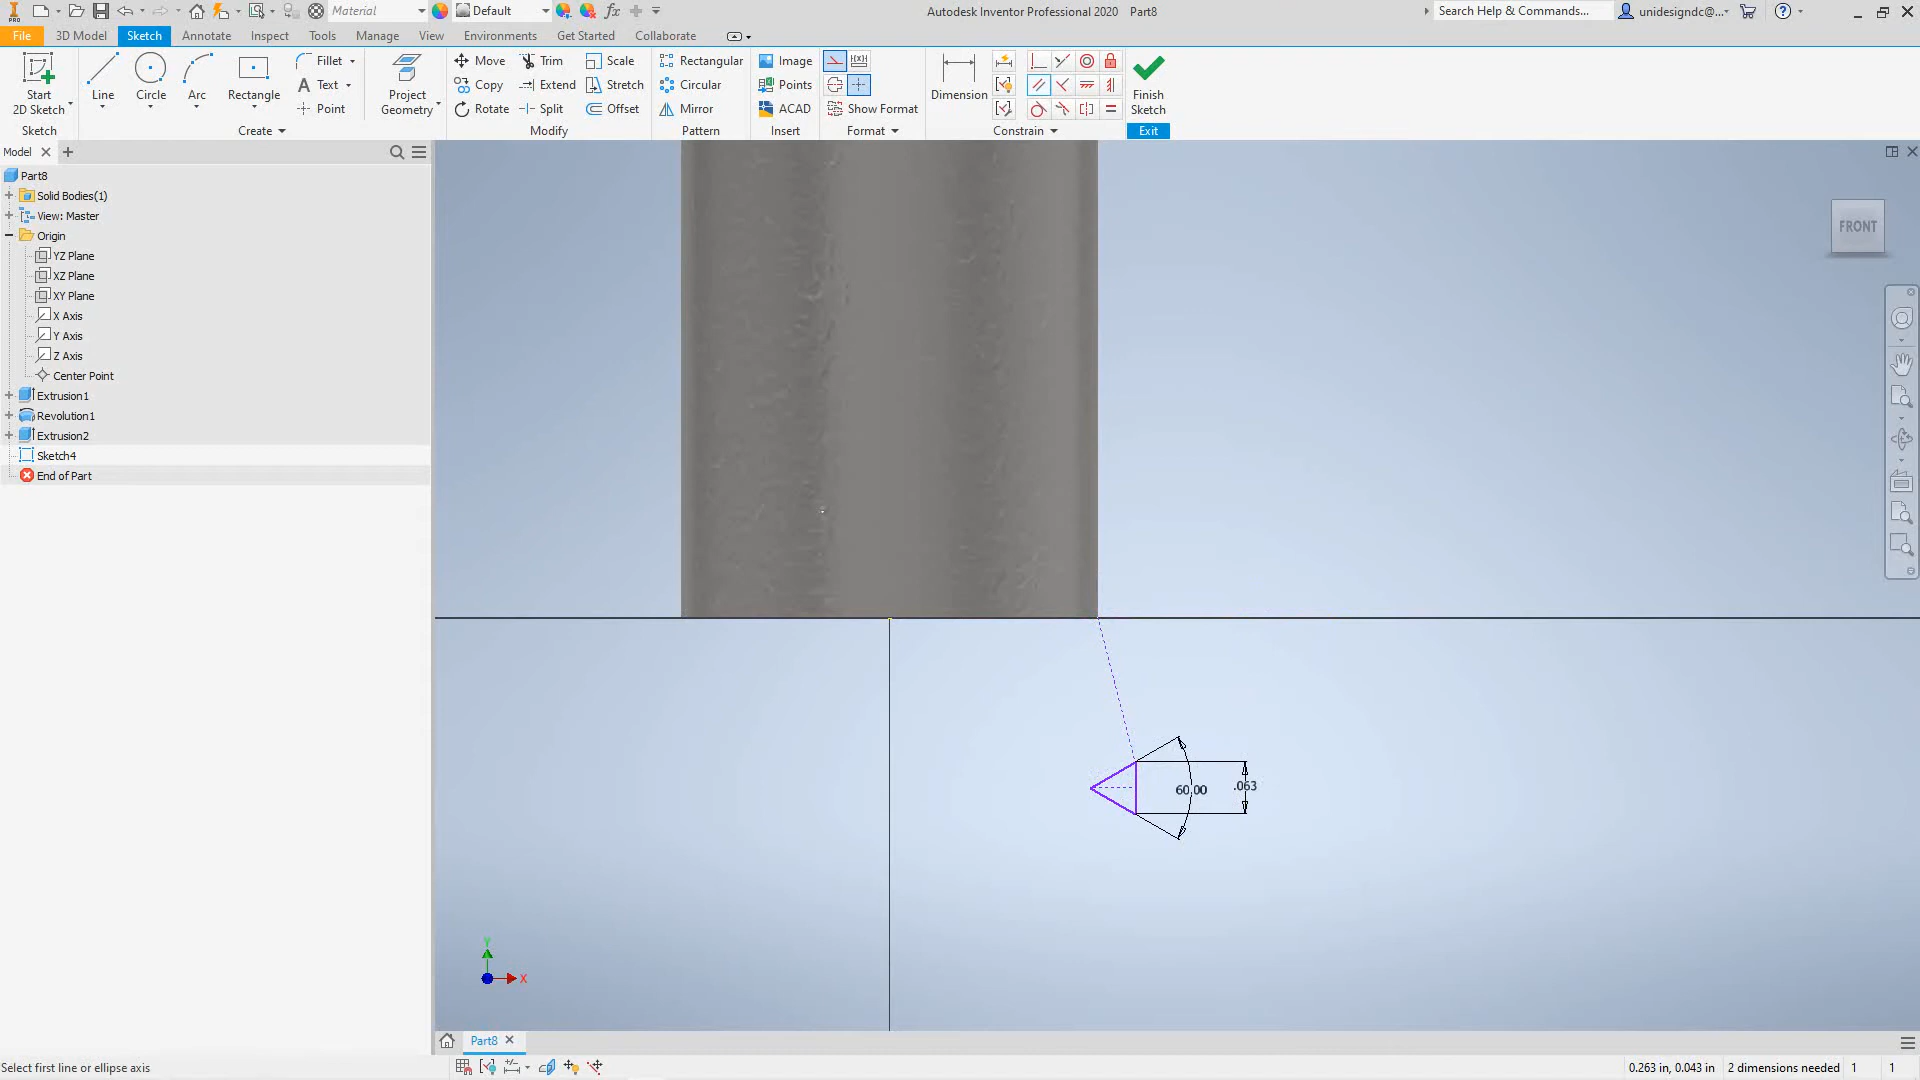 PRO
Material
Default
fx
Autodesk Inventor Professional 2020 Part8
Search Help & Commands...
unidesigndc@...
File
3D Model
Sketch
Annotate
Inspect
Tools
Manage
View
Environments
Get Started
Collaborate
Start
2D Sketch
Sketch
Line
Circle
Arc
Rectangle
Fillet
Text
Point
Create
Project
Geometry
Move
Copy
Rotate
Trim
Extend
Split
Scale
Stretch
Offset
Modify
Rectangular
Circular
Mirror
Pattern
Image
Points
ACAD
Insert
Show Format
Format
Dimension
Constrain
Finish
Sketch
Exit
Model
Part8
Solid Bodies(1)
View: Master
Origin
YZ Plane
XZ Plane
XY Plane
X Axis
Y Axis
Z Axis
Center Point
Extrusion1
Revolution1
Extrusion2
Sketch4
End of Part
FRONT
60.00
.063
Y
X
Part8
Select first line or ellipse axis
0.263 in, 0.043 in
2 dimensions needed
1
1